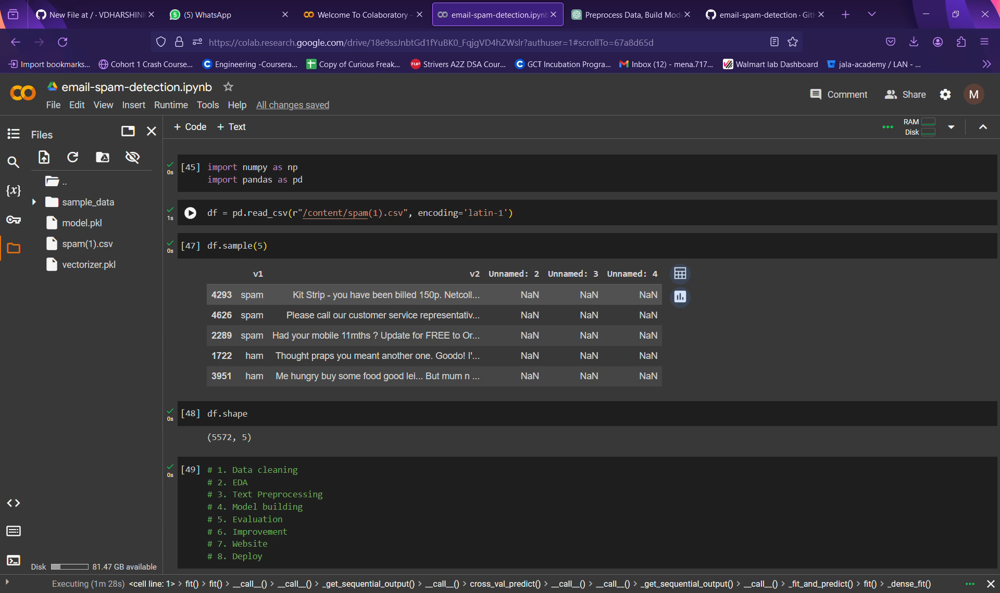 New File at / · VDHARSHINI
(5) WhatsApp
Welcome To Colaboratory -
email-spam-detection.ipynb
Preprocess Data, Build Mode
email-spam-detection · Git
https://colab.research.google.com/drive/18e9ssJnbtGd1fYuBK0_FqjgVD4hZWslr?authuser=1#scrollTo=67a8d65d
Import bookmarks...
Cohort 1 Crash Course...
Engineering -Coursera...
Copy of Curious Freak...
TUF
Strivers A2Z DSA Cour...
GCT Incubation Progra...
Inbox (12) - mena.717...
Walmart lab Dashboard
jala-academy / LAN - ...
email-spam-detection.ipynb
File Edit View Insert Runtime Tools Help All changes saved
Comment
Share
M
Files
+ Code + Text
RAM
Disk
..
sample_data
model.pkl
spam(1).csv
vectorizer.pkl
{x}
Disk 81.47 GB available
0s
[45] import numpy as np
import pandas as pd
1s
df = pd.read_csv(r"/content/spam(1).csv", encoding='latin-1')
0s
[47] df.sample(5)
v1 v2 Unnamed: 2 Unnamed: 3 Unnamed: 4
4293 spam Kit Strip - you have been billed 150p. Netcoll... NaN NaN NaN
4626 spam Please call our customer service representativ... NaN NaN NaN
2289 spam Had your mobile 11mths ? Update for FREE to Or... NaN NaN NaN
1722 ham Thought praps you meant another one. Goodo! I'... NaN NaN NaN
3951 ham Me hungry buy some food good lei... But mum n ... NaN NaN NaN
0s
[48] df.shape
(5572, 5)
0s
[49] # 1. Data cleaning
# 2. EDA
# 3. Text Preprocessing
# 4. Model building
# 5. Evaluation
# 6. Improvement
# 7. Website
# 8. Deploy
Executing (1m 28s) <cell line: 1> > fit() > fit() > __call__() > __call__() > _get_sequential_output() > __call__() > cross_val_predict() > __call__() > __call__() > _get_sequential_output() > __call__() > _fit_and_predict() > fit() > _dense_fit()